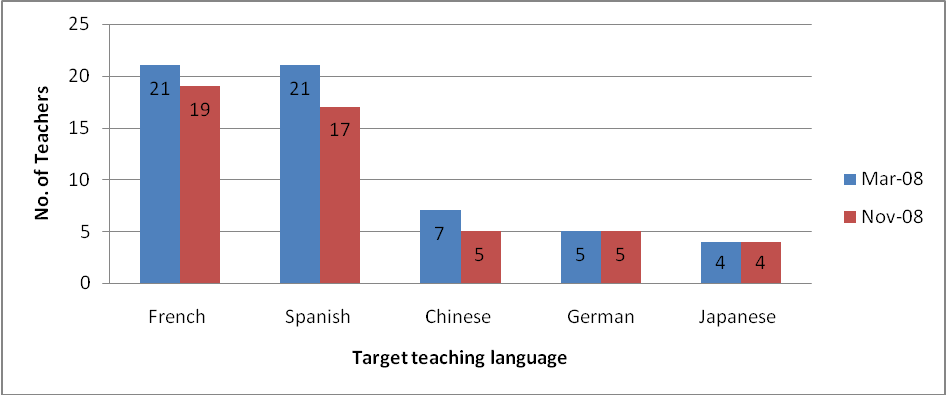 25
20
15
10
5
0
No. of Teachers
21 19 21 17 7 5 5 5 4 4
French Spanish Chinese German Japanese
Target teaching language
Mar-08
Nov-08